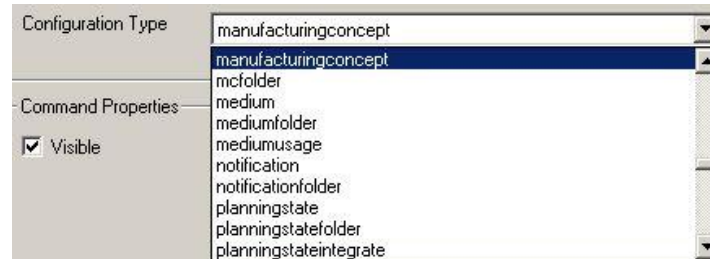 Configuration Type
manufacturingconcept
manufacturingconcept
mcfolder
Command Properties
medium
mediumfolder
Visible
mediumusage
notification
notificationfolder
planningstate
planningstatefolder
planningstateintegrate